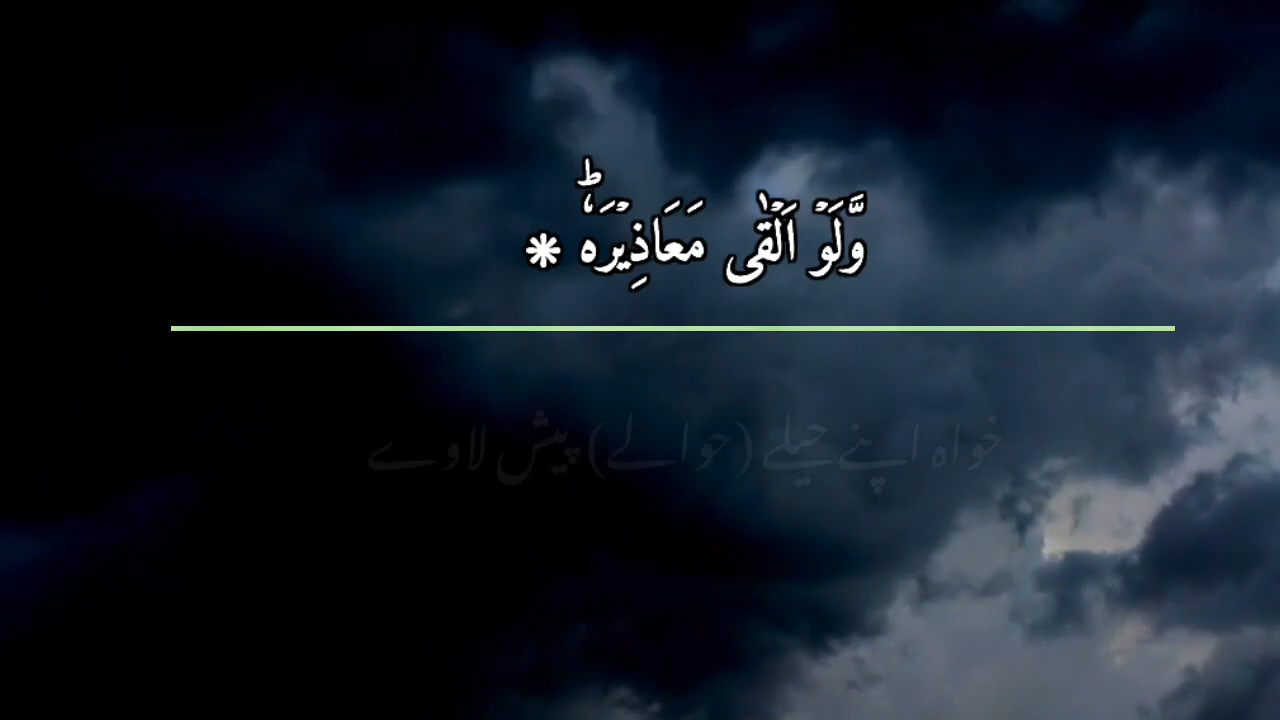 وَّلَوۡ اَلۡقٰى مَعَاذِيۡرَهٗؕ *
خواہ اپنے حیلے (حوالے) پیش لاوے